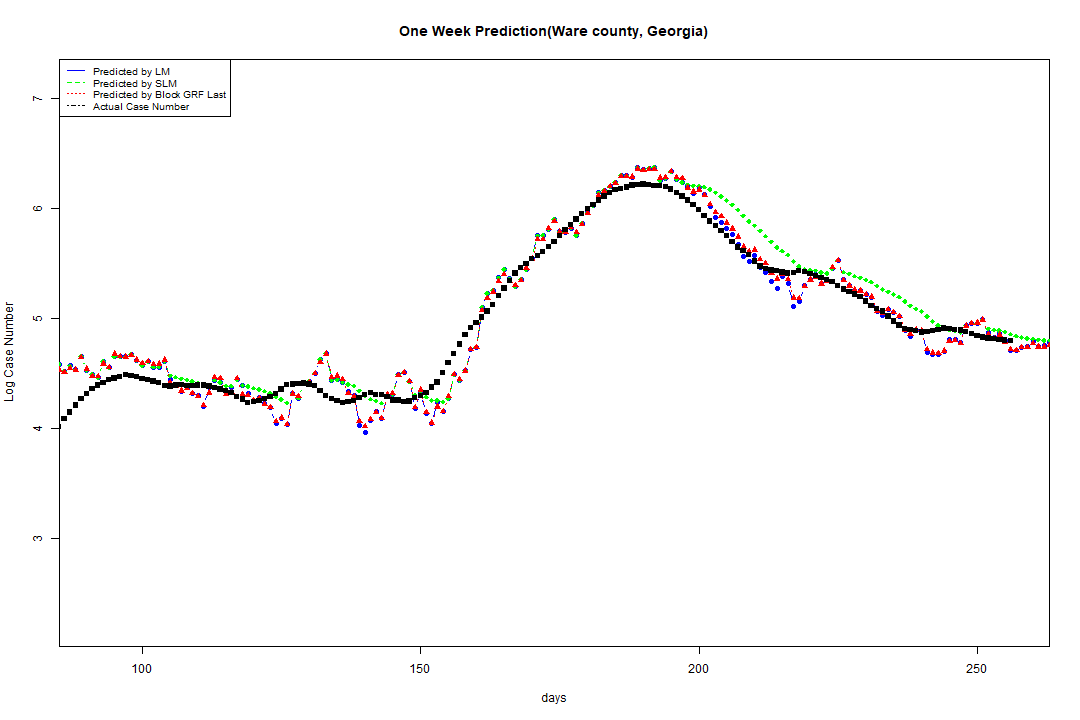 One Week Prediction(Ware county, Georgia)
Predicted by LM
Predicted by SLM
Predicted by Block GRF Last
Actual Case Number
7
6
5
4
3
Log Case Number
100 150 200 250
days